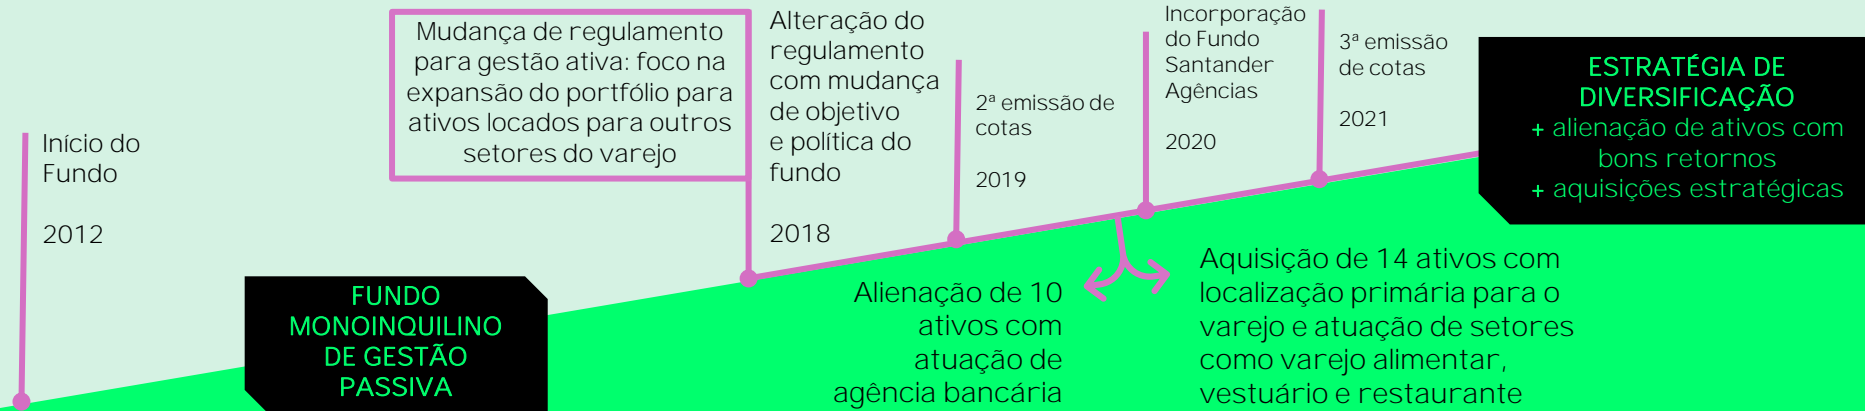 Início do
Fundo
2012
FUNDO
MONOINQUILINO
DE GESTÃO
PASSIVA
Mudança de regulamento
para gestão ativa: foco na
expansão do portfólio para
ativos locados para outros
setores do varejo
Alteração do
regulamento
com mudança
de objetivo
e política do
fundo
2018
2ª emissão de
cotas
2019
Alienação de 10
ativos com
atuação de
agência bancária
Incorporação
do Fundo
Santander
Agências
2020
Aquisição de 14 ativos com
localização primária para o
varejo e atuação de setores
como varejo alimentar,
vestuário e restaurante
3ª emissão
de cotas
2021
ESTRATÉGIA DE
DIVERSIFICAÇÃO
+ alienação de ativos com
bons retornos
+ aquisições estratégicas